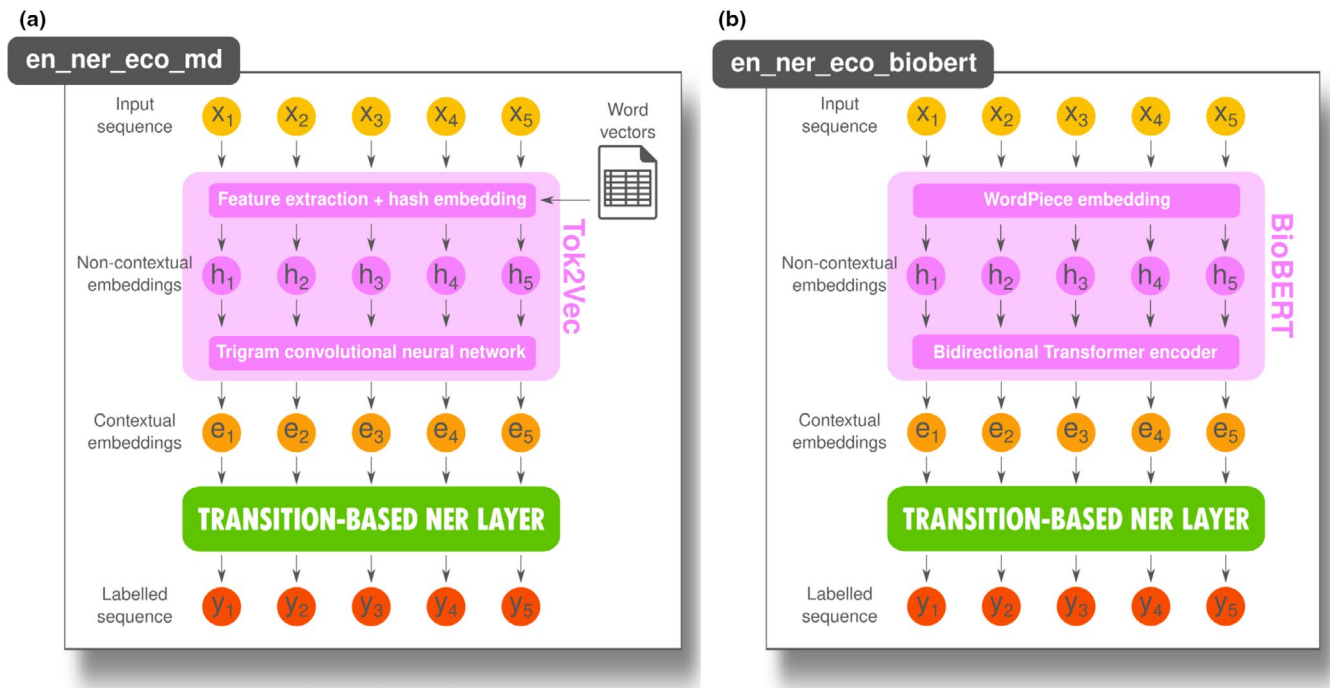 (a)
en_ner_eco_md
Input
sequence
x1 x2 x3 x4 x5
Word
vectors
Feature extraction + hash embedding
Tok2Vec
Non-contextual
embeddings
h1 h2 h3 h4 h5
Trigram convolutional neural network
Contextual
embeddings
e1 e2 e3 e4 e5
TRANSITION-BASED NER LAYER
Labelled
sequence
y1 y2 y3 y4 y5
(b)
en_ner_eco_biobert
Input
sequence
x1 x2 x3 x4 x5
WordPiece embedding
BioBERT
Non-contextual
embeddings
h1 h2 h3 h4 h5
Bidirectional Transformer encoder
Contextual
embeddings
e1 e2 e3 e4 e5
TRANSITION-BASED NER LAYER
Labelled
sequence
y1 y2 y3 y4 y5